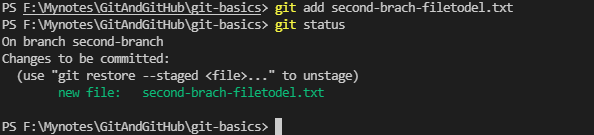 PS F:\Mynotes\GitAndGitHub\git-basics> git add second-brach-filetodel.txt
PS F:\Mynotes\GitAndGitHub\git-basics> git status
On branch second-branch
Changes to be committed:
  (use "git restore --staged <file>..." to unstage)
        new file:   second-brach-filetodel.txt

PS F:\Mynotes\GitAndGitHub\git-basics>